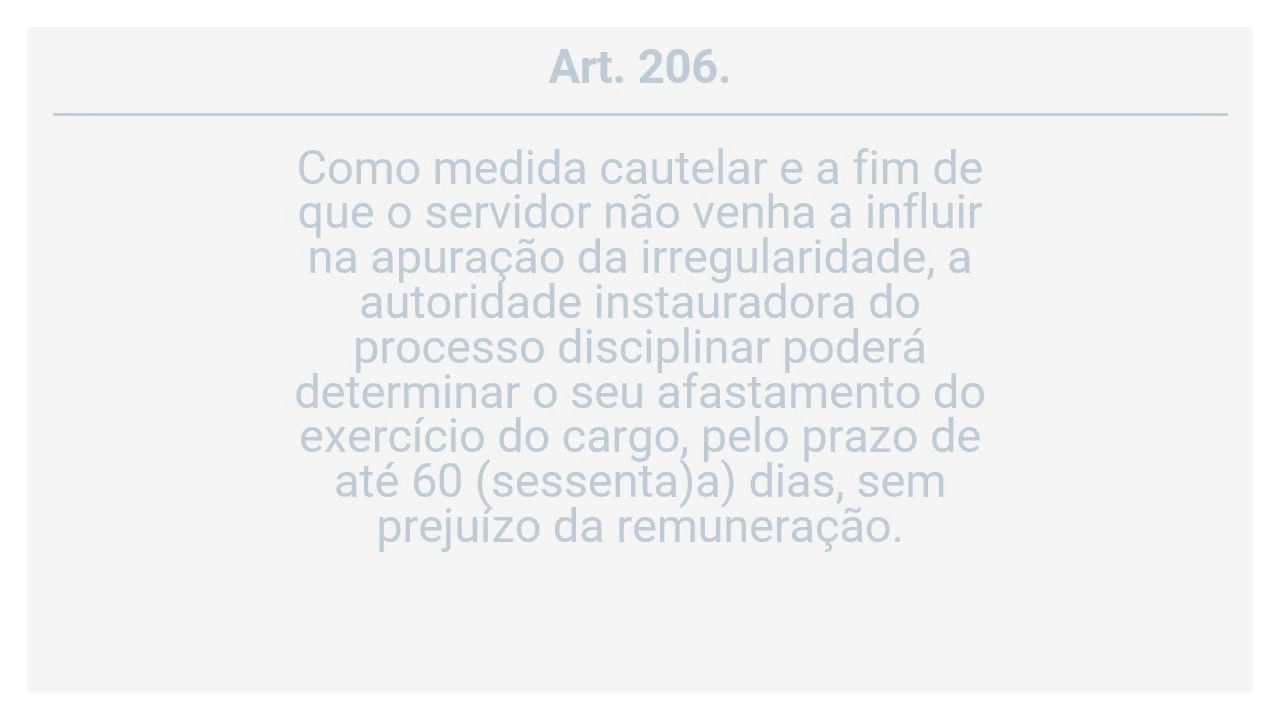 Art. 206.
Como medida cautelar e a fim de
que o servidor não venha a influir
na apuração da irregularidade, a
autoridade instauradora do
processo disciplinar poderá
determinar o seu afastamento do
exercício do cargo, pelo prazo de
até 60 (sessenta)a) dias, sem
prejuízo da remuneração.